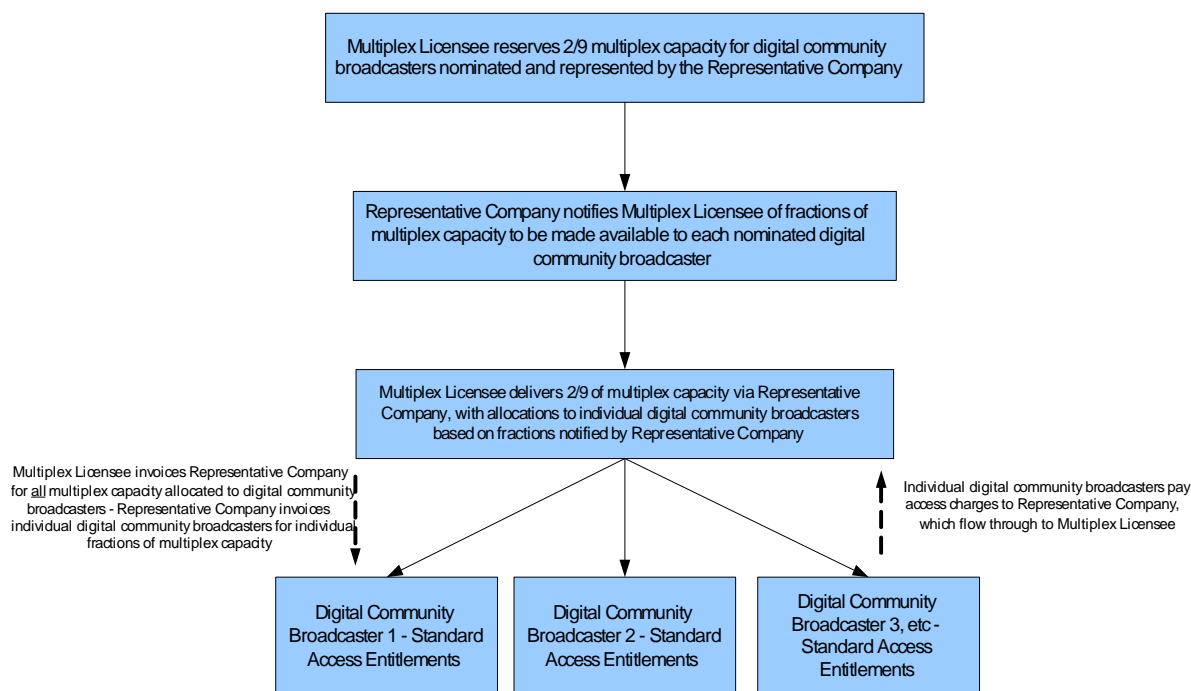 Multiplex Licensee reserves 2/9 multiplex capacity for digital community
broadcasters nominated and represented by the Representative Company
Representative Company notifies Multiplex Licensee of fractions of
multiplex capacity to be made available to each nominated digital
community broadcaster
Multiplex Licensee delivers 2/9 of multiplex capacity via Representative
Company, with allocations to individual digital community broadcasters
based on fractions notified by Representative Company
Multiplex Licensee invoices Representative Company
for all multiplex capacity allocated to digital community
broadcasters - Representative Company invoices
individual digital community broadcasters for individual
fractions of multiplex capacity
Individual digital community broadcasters pay
access charges to Representative Company,
which flow through to Multiplex Licensee
Digital Community
Broadcaster 1 - Standard
Access Entitlements
Digital Community
Broadcaster 2 - Standard
Access Entitlements
Digital Community
Broadcaster 3, etc -
Standard Access
Entitlements